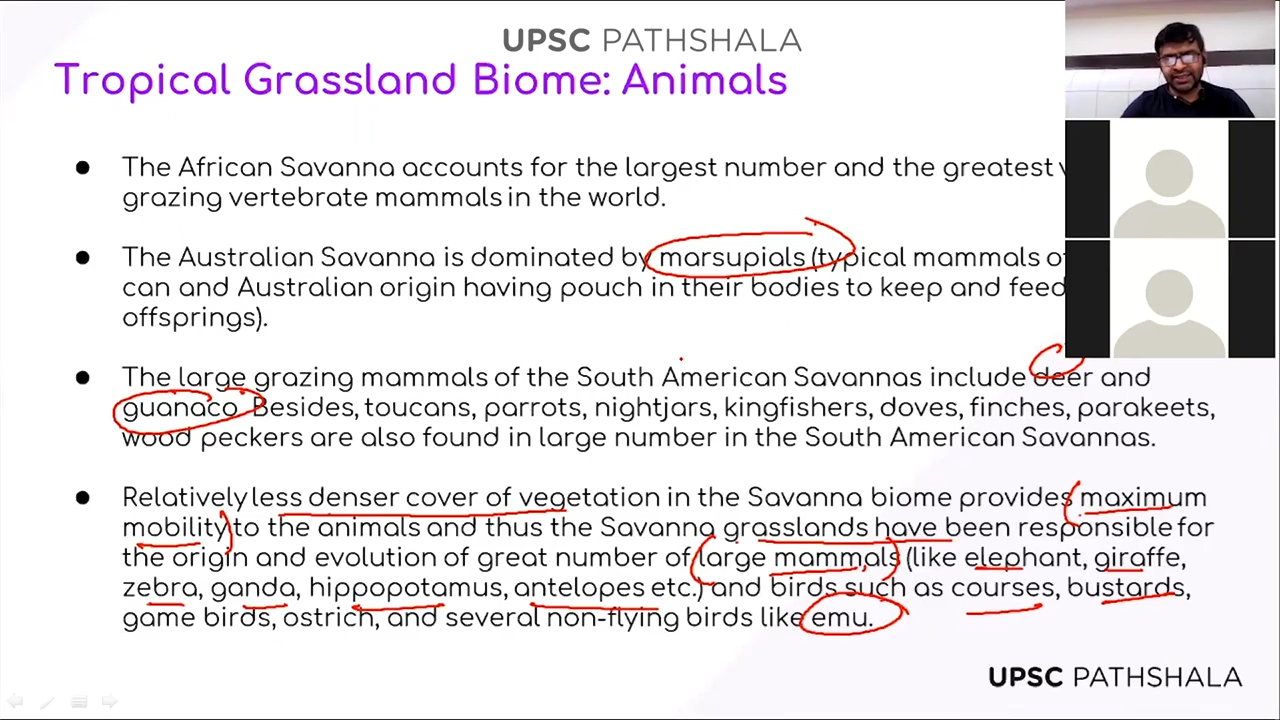 UPSC PATHSHALA
Tropical Grassland Biome: Animals
● The African Savanna accounts for the largest number and the greatest
grazing vertebrate mammals in the world.
● The Australian Savanna is dominated by marsupials (typical mammals
can and Australian origin having pouch in their bodies to keep and feed
offsprings).
● The large grazing mammals of the South American Savannas include deer and
guanaco. Besides, toucans, parrots, nightjars, kingfishers, doves, finches, parakeets,
wood peckers are also found in large number in the South American Savannas.
● Relatively less denser cover of vegetation in the Savanna biome provides maximum
mobility to the animals and thus the Savanna grasslands have been responsible for
the origin and evolution of great number of large mammals (like elephant, giraffe,
zebra, ganda, hippopotamus, antelopes etc.) and birds such as courses, bustards,
game birds, ostrich, and several non-flying birds like emu.
UPSC PATHSHALA